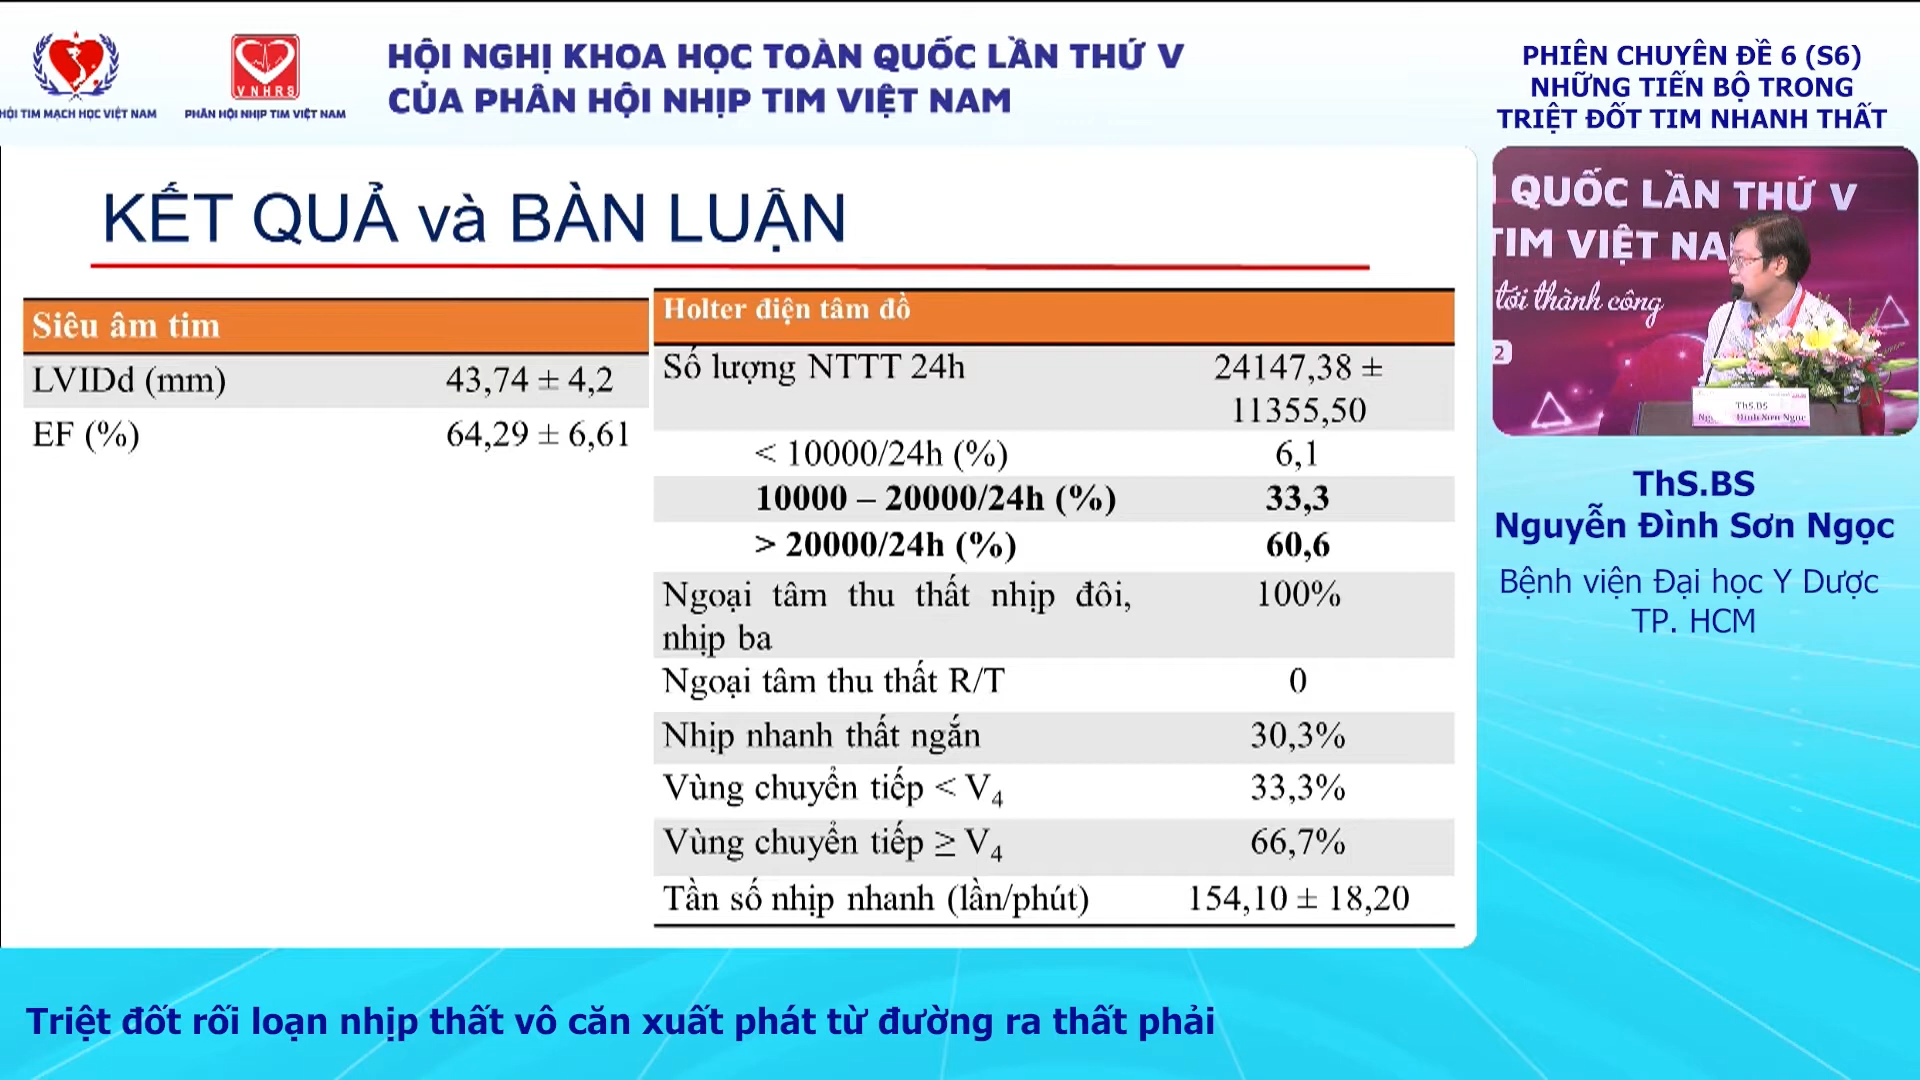 HỘI TIM MẠCH HỌC VIỆT NAM
VNHRS
PHÂN HỘI NHỊP TIM VIỆT NAM
HỘI NGHỊ KHOA HỌC TOÀN QUỐC LẦN THỨ V
CỦA PHÂN HỘI NHỊP TIM VIỆT NAM
PHIÊN CHUYÊN ĐỀ 6 (S6)
NHỮNG TIẾN BỘ TRONG
TRIỆT ĐỐT TIM NHANH THẤT
KẾT QUẢ và BÀN LUẬN
Siêu âm tim
LVIDd (mm) 43,74 ± 4,2
EF (%) 64,29 ± 6,61
Holter điện tâm đồ
Số lượng NTTT 24h 24147,38 ±
11355,50
< 10000/24h (%) 6,1
10000 – 20000/24h (%) 33,3
> 20000/24h (%) 60,6
Ngoại tâm thu thất nhịp đôi, 100%
nhịp ba
Ngoại tâm thu thất R/T 0
Nhịp nhanh thất ngắn 30,3%
Vùng chuyển tiếp < V4 33,3%
Vùng chuyển tiếp ≥ V4 66,7%
Tần số nhịp nhanh (lần/phút) 154,10 ± 18,20
QUỐC LẦN THỨ V
TIM VIỆT NA
tới thành công
2
ThS.BS
Đình Sơn Ngọc
ThS.BS
Nguyễn Đình Sơn Ngọc
Bệnh viện Đại học Y Dược
TP. HCM
Triệt đốt rối loạn nhịp thất vô căn xuất phát từ đường ra thất phải